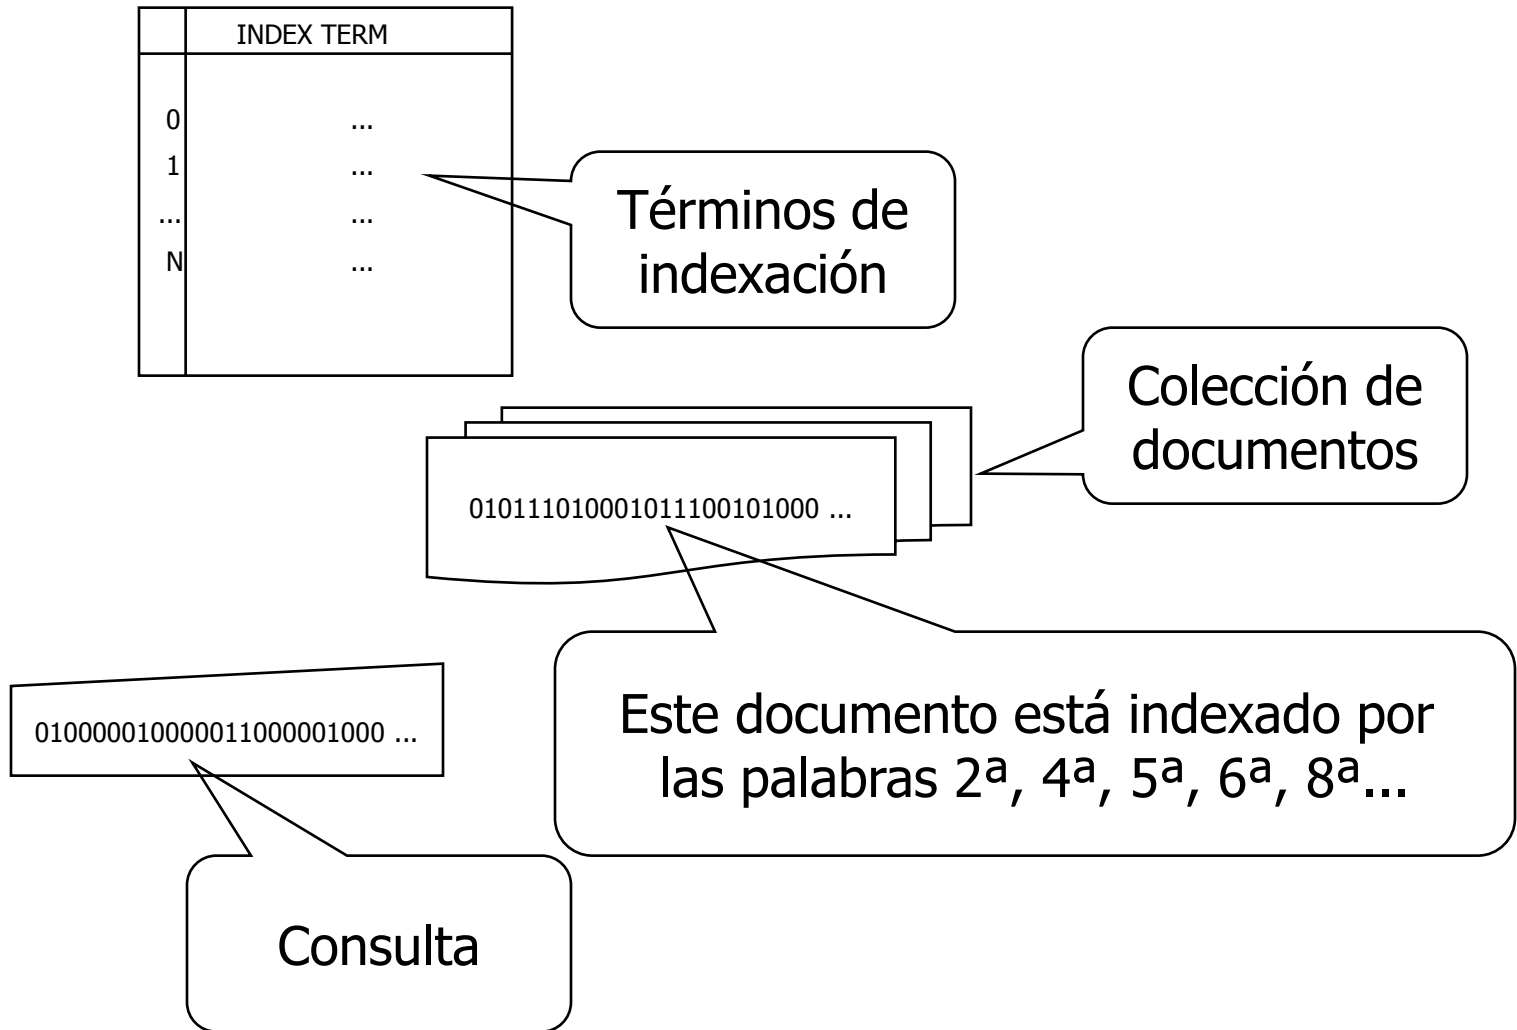 INDEX TERM
0 ...
1 ...
... ...
N ...
Términos de
indexación
Colección de
documentos
010111010001011100101000 ...
Este documento está indexado por
las palabras 2ª, 4ª, 5ª, 6ª, 8ª...
010000010000011000001000 ...
Consulta